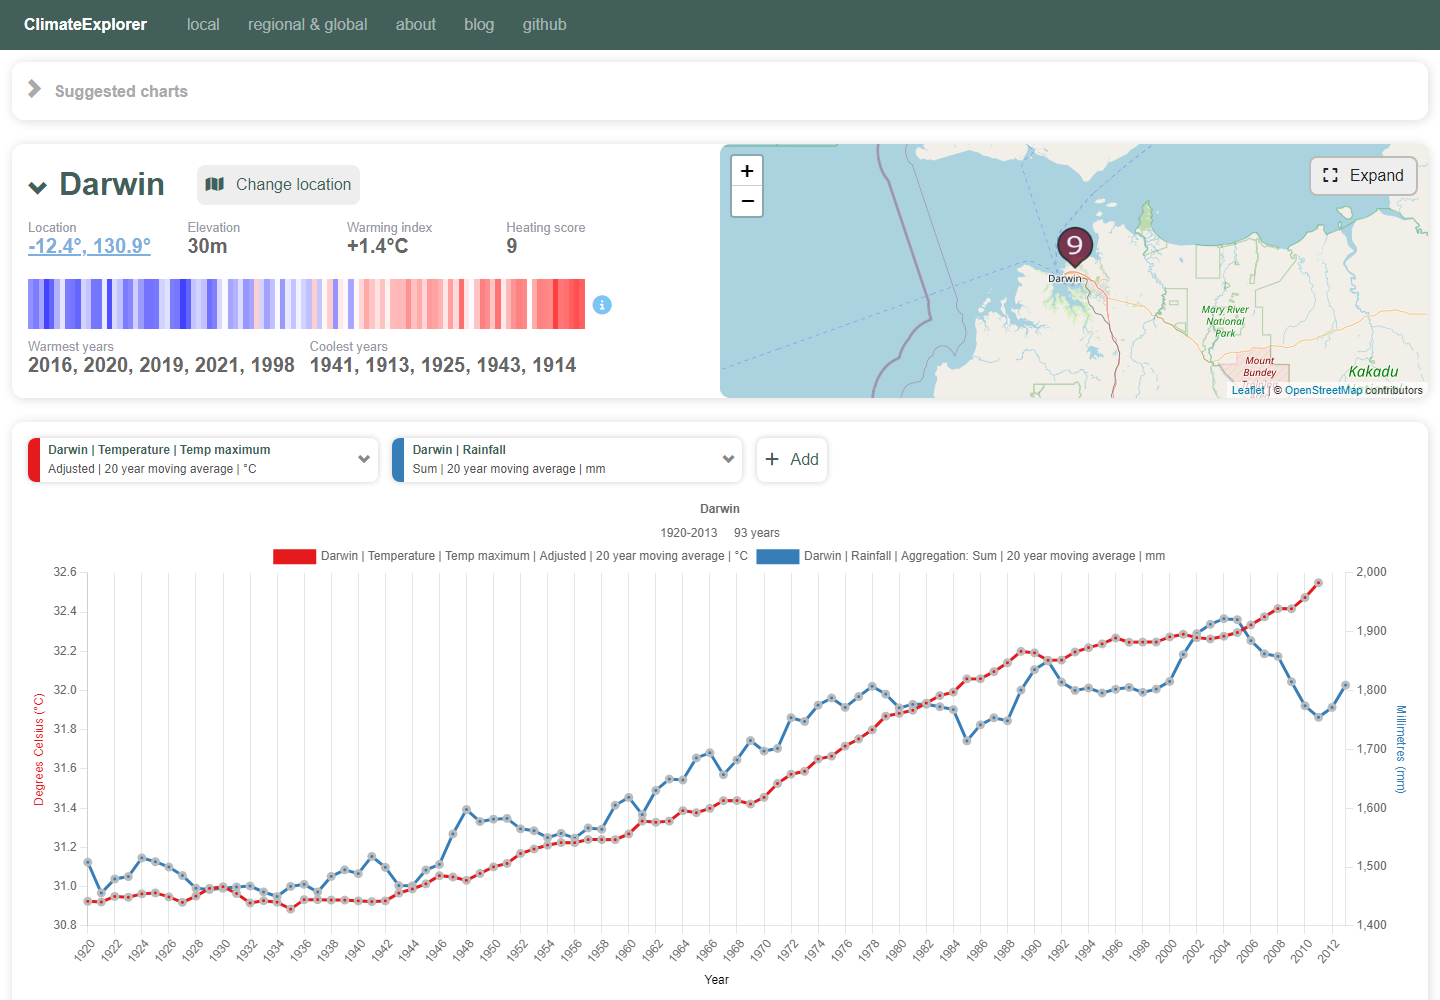 ClimateExplorer local regional & global about blog github
Suggested charts
Darwin Change location
Location Elevation Warming index Heating score
-12.4°, 130.9° 30m +1.4°C 9
Warmest years Coolest years
2016, 2020, 2019, 2021, 1998 1941, 1913, 1925, 1943, 1914
+
−
Expand
9
Darwin
Mary River
National
Park
Mount
Bundey
Kakadu
Leaflet | © OpenStreetMap contributors
Darwin | Temperature | Temp maximum
Adjusted | 20 year moving average | °C
Darwin | Rainfall
Sum | 20 year moving average | mm
+ Add
Darwin
1920-2013 93 years
Darwin | Temperature | Temp maximum | Adjusted | 20 year moving average | °C Darwin | Rainfall | Aggregation: Sum | 20 year moving average | mm
Degrees Celsius (°C)
32.6
32.4
32.2
32.0
31.8
31.6
31.4
31.2
31.0
30.8
2,000
1,900
1,800
1,700
1,600
1,500
1,400
Millimetres (mm)
1920 1922 1924 1926 1928 1930 1932 1934 1936 1938 1940 1942 1944 1946 1948 1950 1952 1954 1956 1958 1960 1962 1964 1966 1968 1970 1972 1974 1976 1978 1980 1982 1984 1986 1988 1990 1992 1994 1996 1998 2000 2002 2004 2006 2008 2010 2012
Year